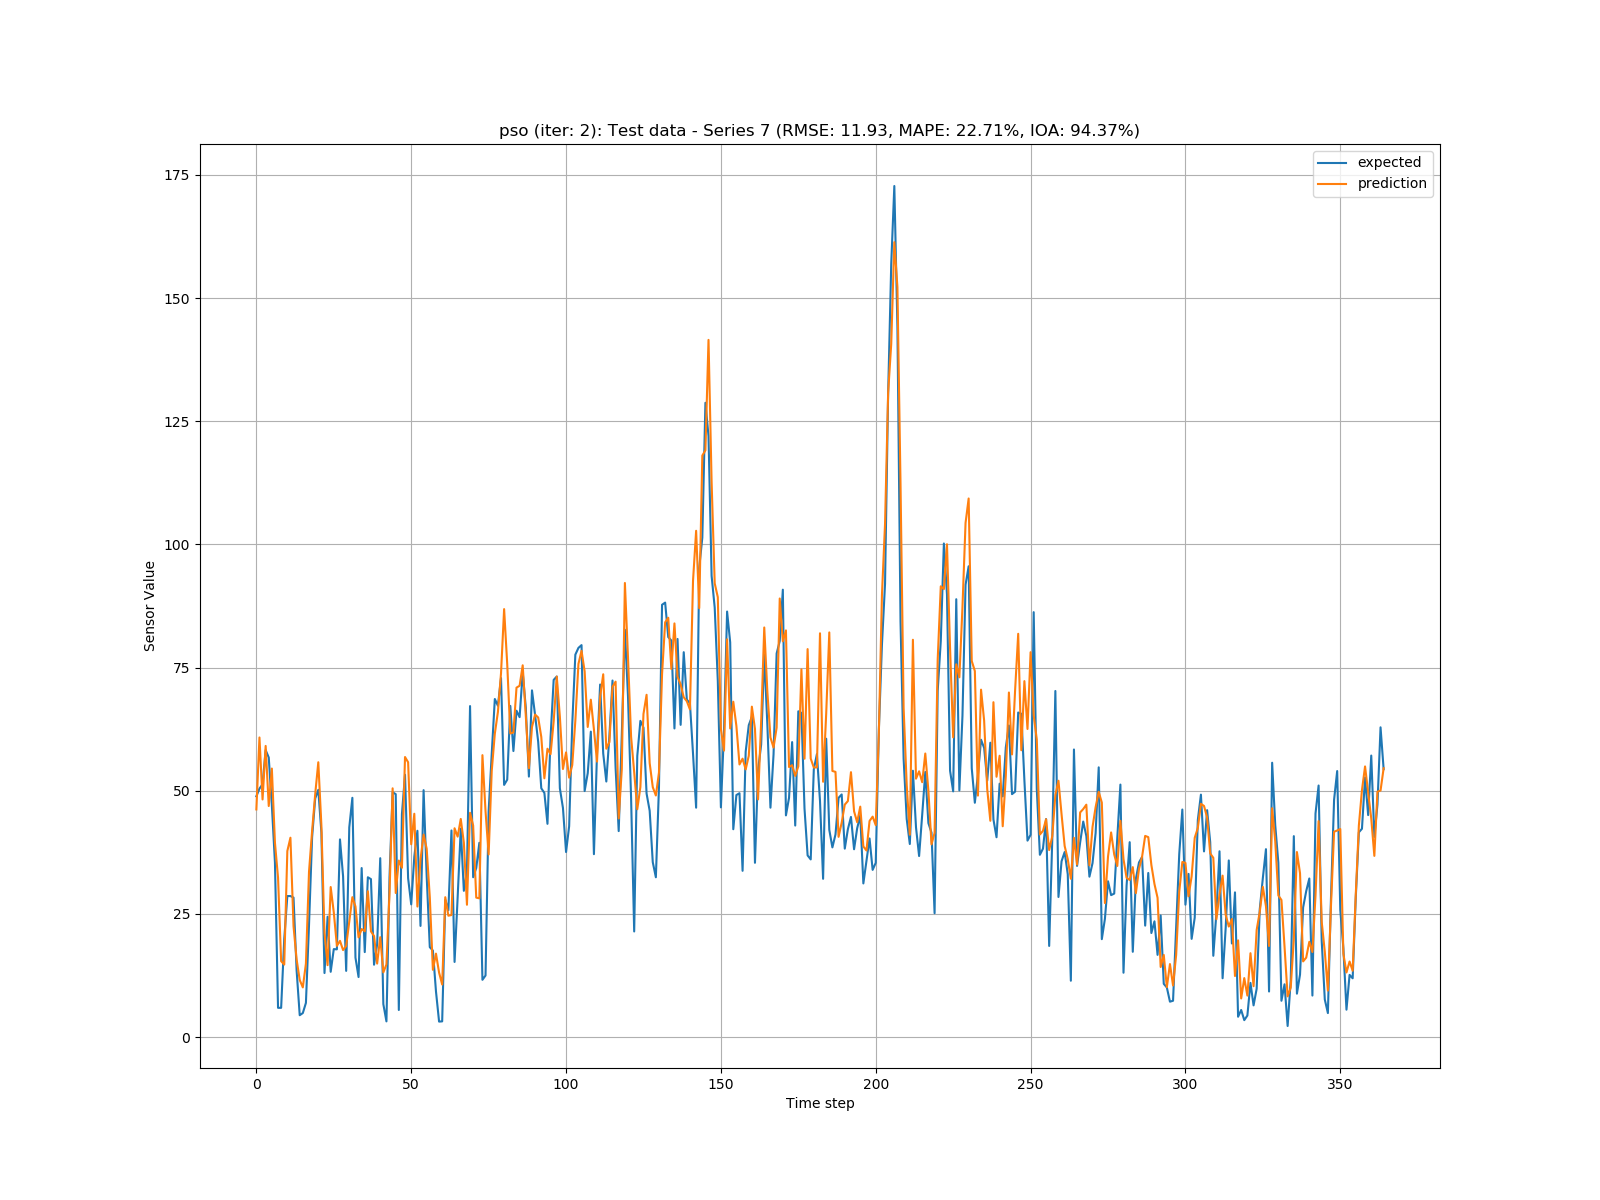 pso (iter: 2): Test data - Series 7 (RMSE: 11.93, MAPE: 22.71%, IOA: 94.37%)
expected
prediction
175
150
125
100
75
50
25
0
Sensor Value
0 50 100 150 200 250 300 350
Time step